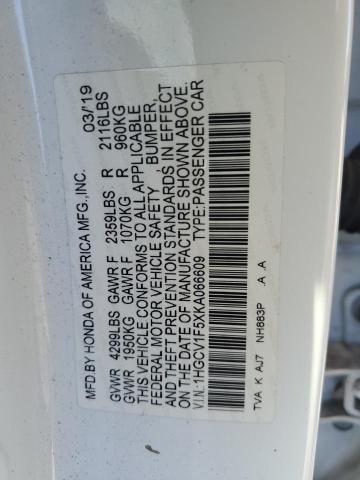 MFD.BY HONDA OF AMERICA MFG.,INC. 03/'19
GVWR 4299LBS GAWR F 2359LBS R 2116LBS
GVWR 1950KG GAWR F 1070KG R 960KG
THIS VEHICLE CONFORMS TO ALL APPLICABLE
FEDERAL MOTOR VEHICLE SAFETY , BUMPER,
AND THEFT PREVENTION STANDARDS IN EFFECT
ON THE DATE OF MANUFACTURE SHOWN ABOVE.
V.I.N.:1HGCV1F5XKA066609 TYPE:PASSENGER CAR
TVA K AJ7 NH883P .A .A